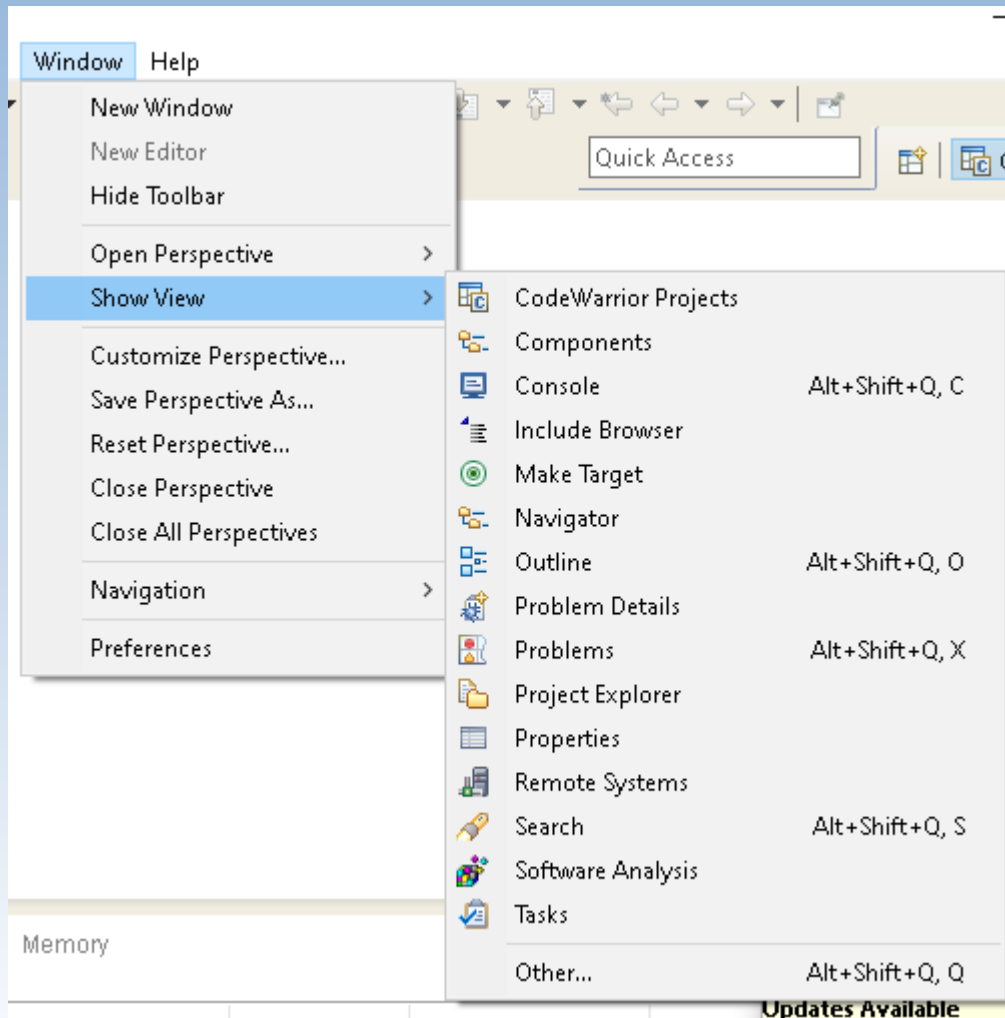 Window Help
New Window
New Editor
Hide Toolbar
Quick Access
Open Perspective
Show View
CodeWarrior Projects
Components
Customize Perspective...
Console Alt+Shift+Q, C
Save Perspective As...
Include Browser
Reset Perspective...
Make Target
Close Perspective
Navigator
Close All Perspectives
Outline Alt+Shift+Q, O
Navigation
Problem Details
Preferences
Problems Alt+Shift+Q, X
Project Explorer
Properties
Remote Systems
Search Alt+Shift+Q, S
Software Analysis
Tasks
Memory
Other... Alt+Shift+Q, Q
Updates Available